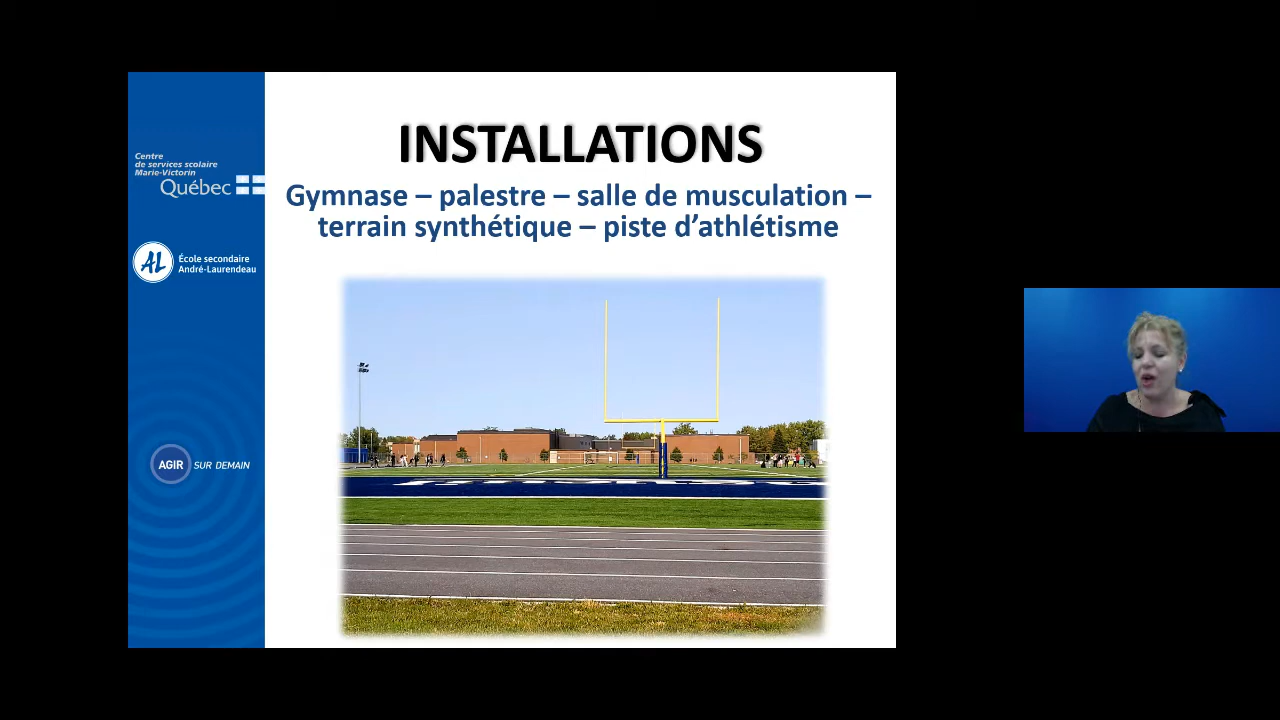 INSTALLATIONS
Gymnase – palestre – salle de musculation –
terrain synthétique – piste d’athlétisme
Centre
de services scolaire
Marie-Victorin
Québec
AL
École secondaire
André-Laurendeau
AGIR SUR DEMAIN